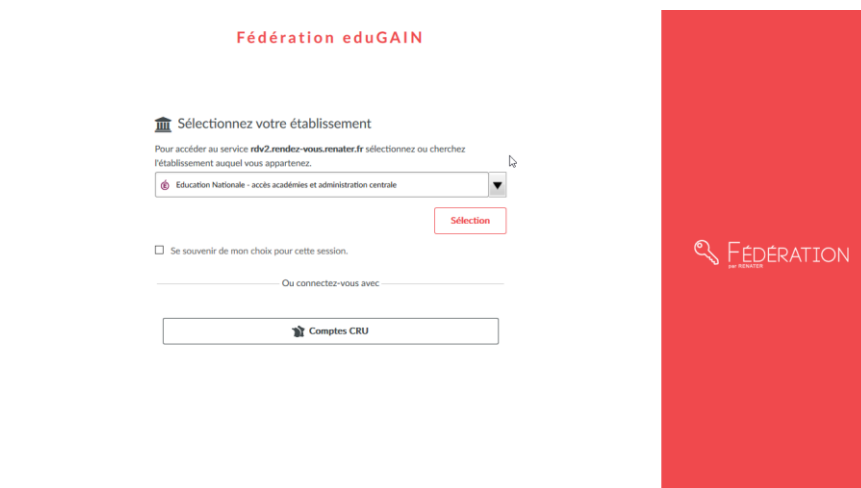 Fédération eduGAIN
Sélectionnez votre établissement
Pour accéder au service rdv2.rendez-vous.renater.fr sélectionnez ou cherchez
l'établissement auquel vous appartenez.
Education Nationale - accès académies et administration centrale
Sélection
Se souvenir de mon choix pour cette session.
Ou connectez-vous avec
Comptes CRU
FÉDÉRATION
par RENATER